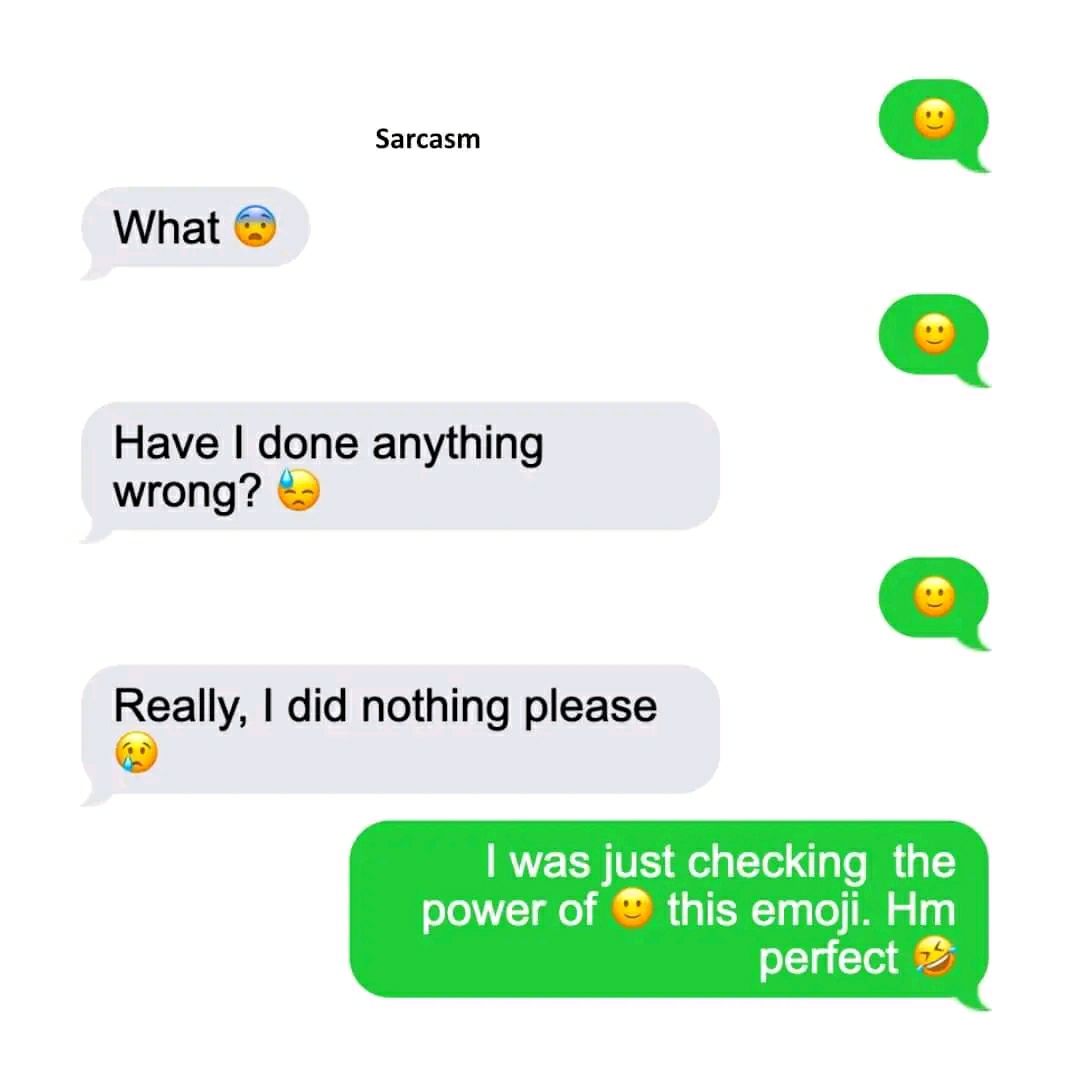 🙂
Sarcasm
What 😨
🙂
Have I done anything
wrong? 😓
🙂
Really, I did nothing please
😢
I was just checking  the
power of 🙂 this emoji. Hm
perfect 🤣